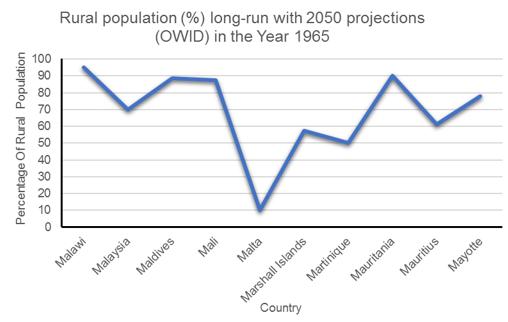 Rural population (%) long-run with 2050 projections
(OWID) in the Year 1965
Percentage Of Rural Population
100
90
80
70
60
50
40
30
20
10
0
Malawi
Malaysia
Maldives
Mali
Malta
Marshall Islands
Martinique
Mauritania
Mauritius
Mayotte
Country